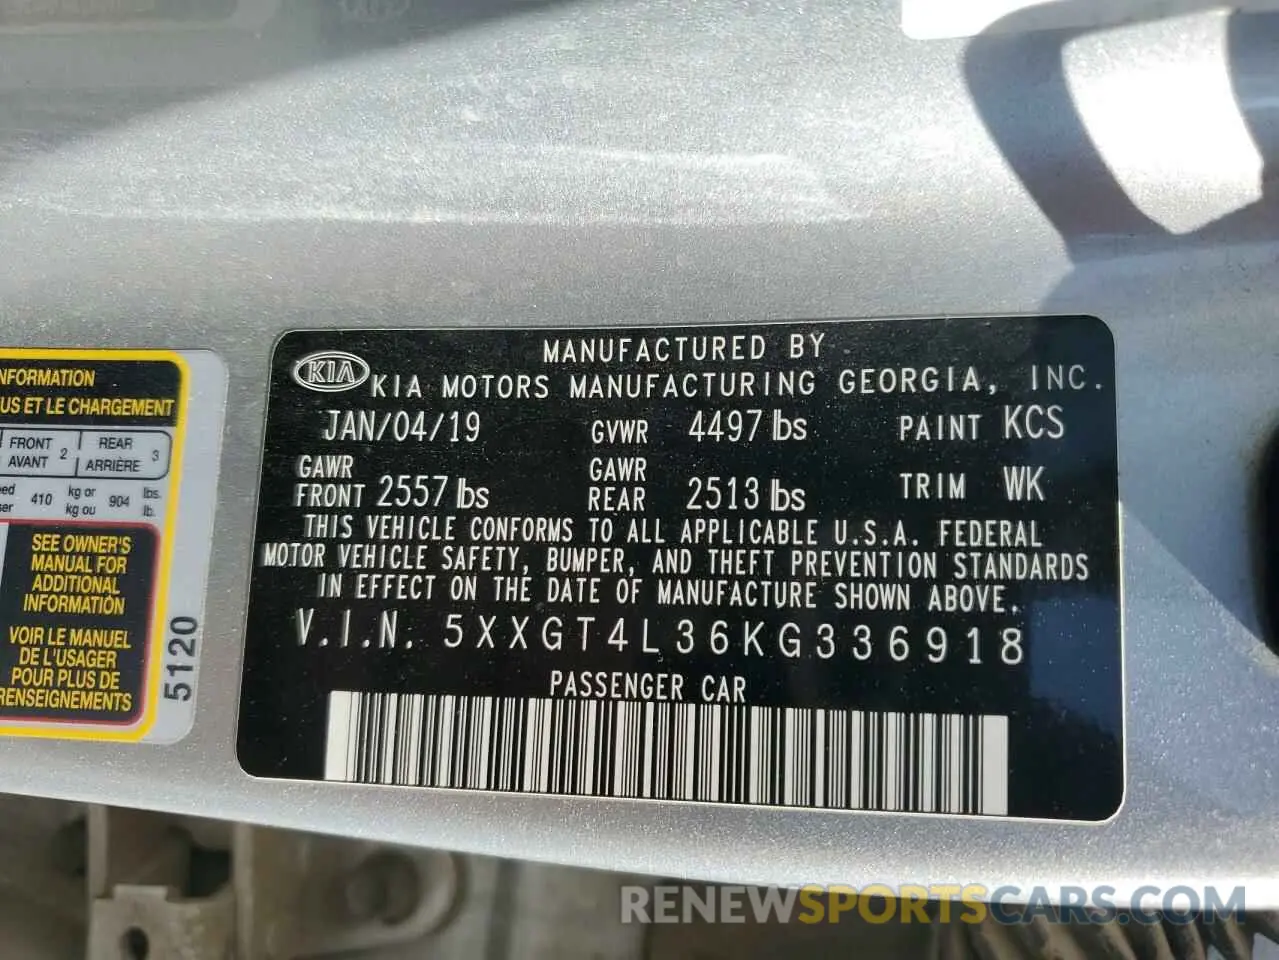 NFORMATION
US ET LE CHARGEMENT
FRONT
AVANT 2
REAR
ARRIÈRE 3
410 kg or 904 lbs.
kg ou lb.
SEE OWNER'S
MANUAL FOR
ADDITIONAL
INFORMATION
VOIR LE MANUEL
DE L'USAGER
POUR PLUS DE
RENSEIGNEMENTS
5120
MANUFACTURED BY
KIA KIA MOTORS MANUFACTURING GEORGIA, INC.
JAN/04/19 GVWR 4497 lbs PAINT KCS
GAWR
FRONT 2557 lbs GAWR
REAR 2513 lbs TRIM WK
THIS VEHICLE CONFORMS TO ALL APPLICABLE U.S.A. FEDERAL
MOTOR VEHICLE SAFETY, BUMPER, AND THEFT PREVENTION STANDARDS
IN EFFECT ON THE DATE OF MANUFACTURE SHOWN ABOVE.
V.I.N. 5XXGT4L36KG336918
PASSENGER CAR
RENEWSPORTSCARS.COM